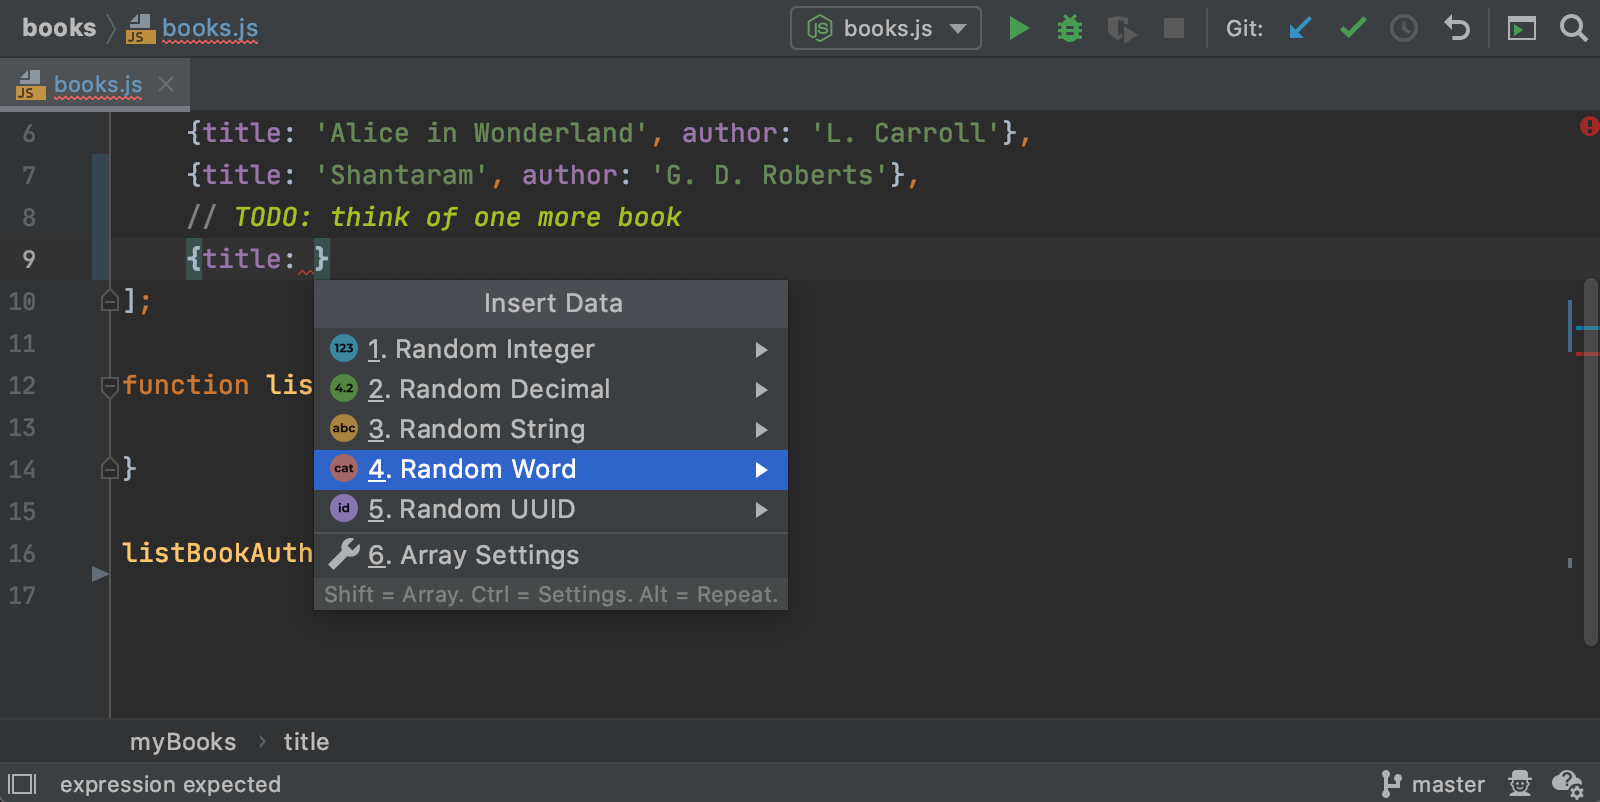 books JS books.js
JS books.js Git:
JS books.js
6 {title: 'Alice in Wonderland', author: 'L. Carroll'},
7 {title: 'Shantaram', author: 'G. D. Roberts'},
8 // TODO: think of one more book
9 {title: }
10 ];
Insert Data
11 123 1. Random Integer
12 function lis 4.2 2. Random Decimal
13 abc 3. Random String
14 } cat 4. Random Word
15 id 5. Random UUID
16 listBookAuth 6. Array Settings
17 Shift = Array. Ctrl = Settings. Alt = Repeat.
myBooks › title
expression expected master